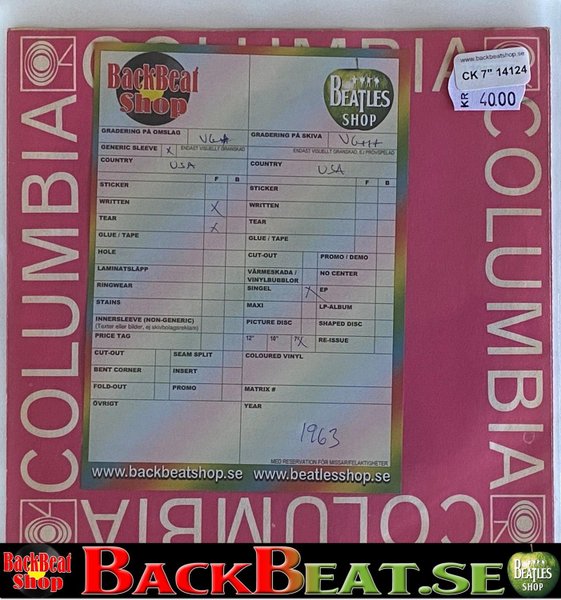 COLUMBIA
COLUMBIA
COLUMBIA
COLUMBIA
www.backbeatshop.se
CK 7" 14124
KR 40.00
BackBeat
Shop
BEATLES
SHOP
GRADERING PÅ OMSLAG
GRADERING PÅ SKIVA
GENERIC SLEEVE X
ENDAST VISUELLT GRANSKAD
ENDAST VISUELLT GRANSKAD, EJ PROVSPELAD
COUNTRY USA
COUNTRY USA
F B
F B
STICKER
STICKER
WRITTEN X
WRITTEN
TEAR X
TEAR
GLUE / TAPE
GLUE / TAPE
HOLE
CUT-OUT PROMO / DEMO
LAMINATSLÄPP
VÄRMESKADA / VINYLBUBBLOR NO CENTER
RINGWEAR
SINGEL X EP
STAINS
MAXI LP-ALBUM
INNERSLEEVE (NON-GENERIC)
(Texter eller bilder, ej skivbolagsreklam)
PICTURE DISC SHAPED DISC
PRICE TAG
12" 10" 7" X RE-ISSUE
CUT-OUT SEAM SPLIT
COLOURED VINYL
BENT CORNER INSERT
FOLD-OUT PROMO
MATRIX #
ÖVRIGT
YEAR
1963
MED RESERVATION FÖR MISSAR/FELAKTIGHETER
www.backbeatshop.se www.beatlesshop.se
BackBeat
Shop
BACKBEAT.SE
BEATLES
SHOP